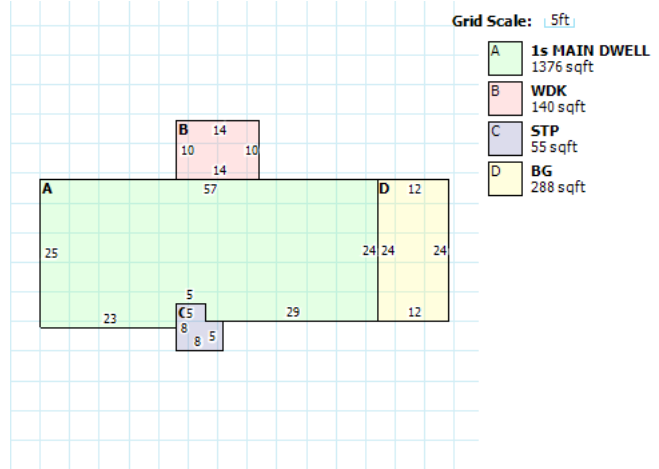 Grid Scale: 5ft
A 1s MAIN DWELL
1376 sqft
B WDK
140 sqft
C STP
55 sqft
D BG
288 sqft
B 14
10 10
14
A 57 D 12
25 24 24 24
5
C 5 29 12
23 8 5
8